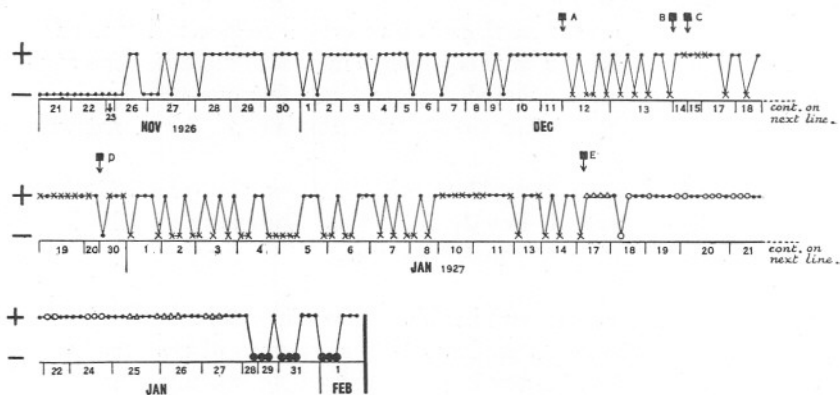 A B C
+
−
21 22 23 26 27 28 29 30 1 2 3 4 5 6 7 8 9 10 11 12 13 14 15 17 18
cont. on
next line.
NOV 1926 DEC
D E
+
−
19 20 30 1 2 3 4 5 6 7 8 10 11 13 14 17 18 19 20 21
cont. on
next line.
JAN 1927
+
−
22 24 25 26 27 28 29 31 1
JAN FEB